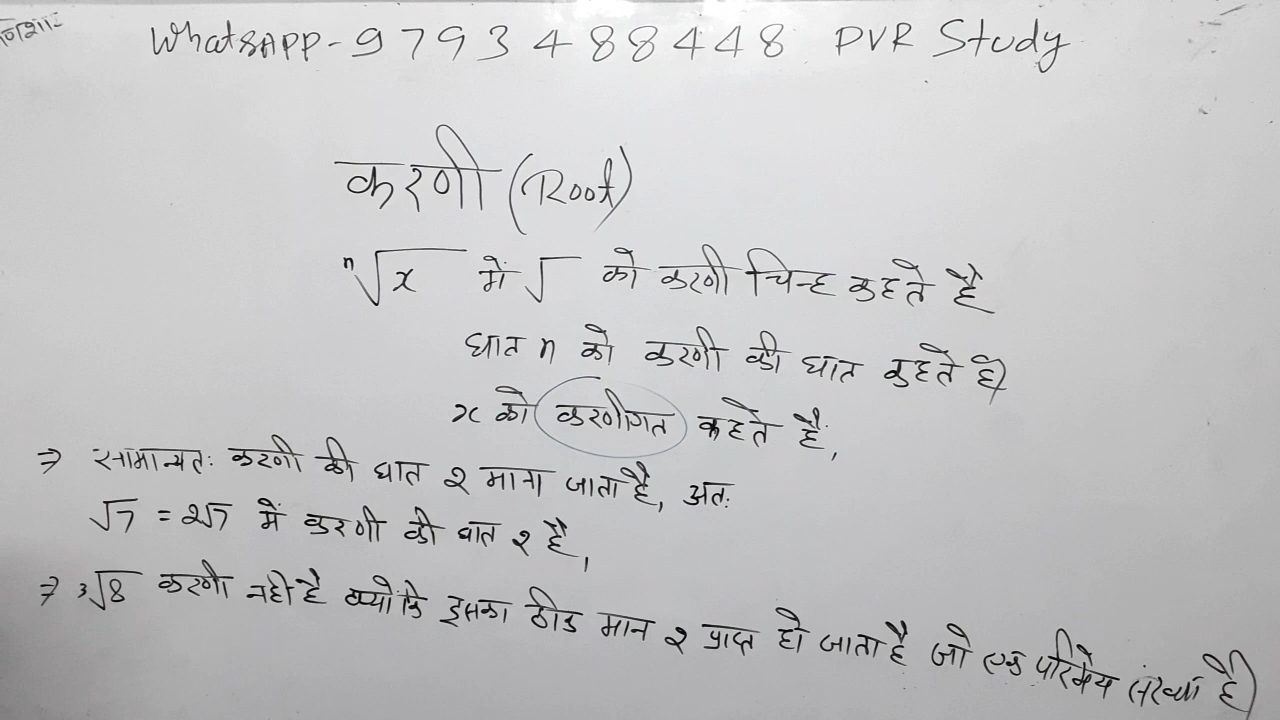 WhatsAPP-9793488448 PVR Study
करणी (Root)
ⁿ√x में √ को करणी चिन्ह कहते है
घात n को करणी की घात कहते है)
x को करणीगत कहते है,
⇒ सामान्यतः करणी की घात 2 माना जाता है, अतः
√7 = 2√7 में करणी की घात 2 है,
⇒ ³√8 करणी नही है क्योकि इसका ठीक मान 2 प्राप्त हो जाता है जो एक परिमेय संख्या है)